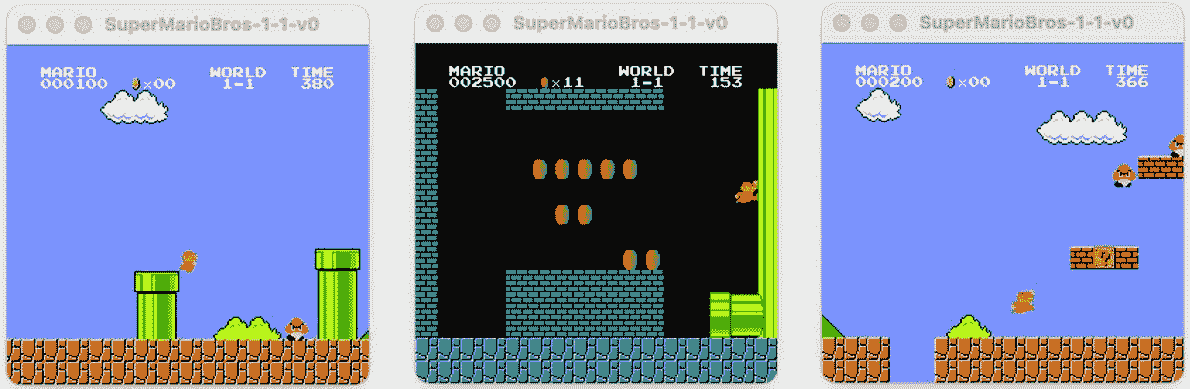 SuperMarioBros-1-1-v0
MARIO WORLD TIME
000100 ×00 1-1 380
SuperMarioBros-1-1-v0
MARIO WORLD TIME
002500 ×11 1-1 153
SuperMarioBros-1-1-v0
MARIO WORLD TIME
000200 ×00 1-1 366
?